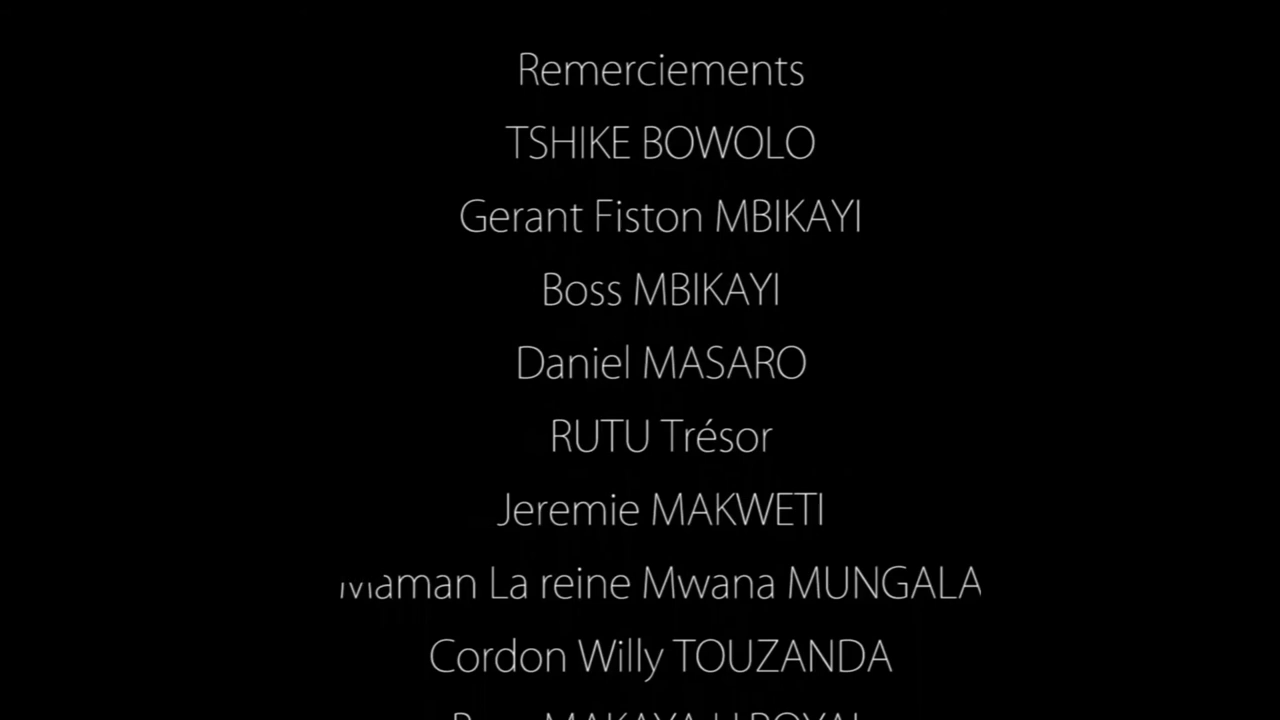 Remerciements
TSHIKE BOWOLO
Gerant Fiston MBIKAYI
Boss MBIKAYI
Daniel MASARO
RUTU Trésor
Jeremie MAKWETI
Maman La reine Mwana MUNGALA
Cordon Willy TOUZANDA